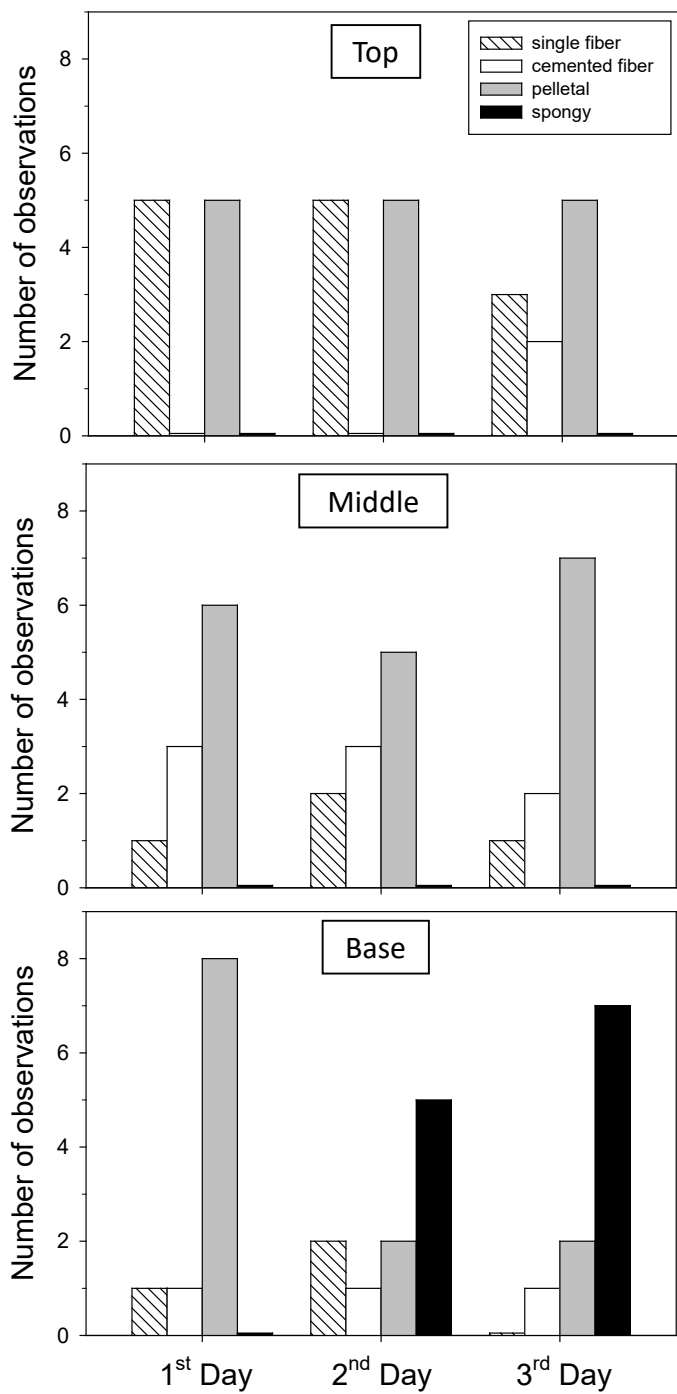 Top
single fiber
cemented fiber
pelletal
spongy
Number of observations
8
6
4
2
0
Middle
Number of observations
8
6
4
2
0
Base
Number of observations
8
6
4
2
0
1st Day 2nd Day 3rd Day